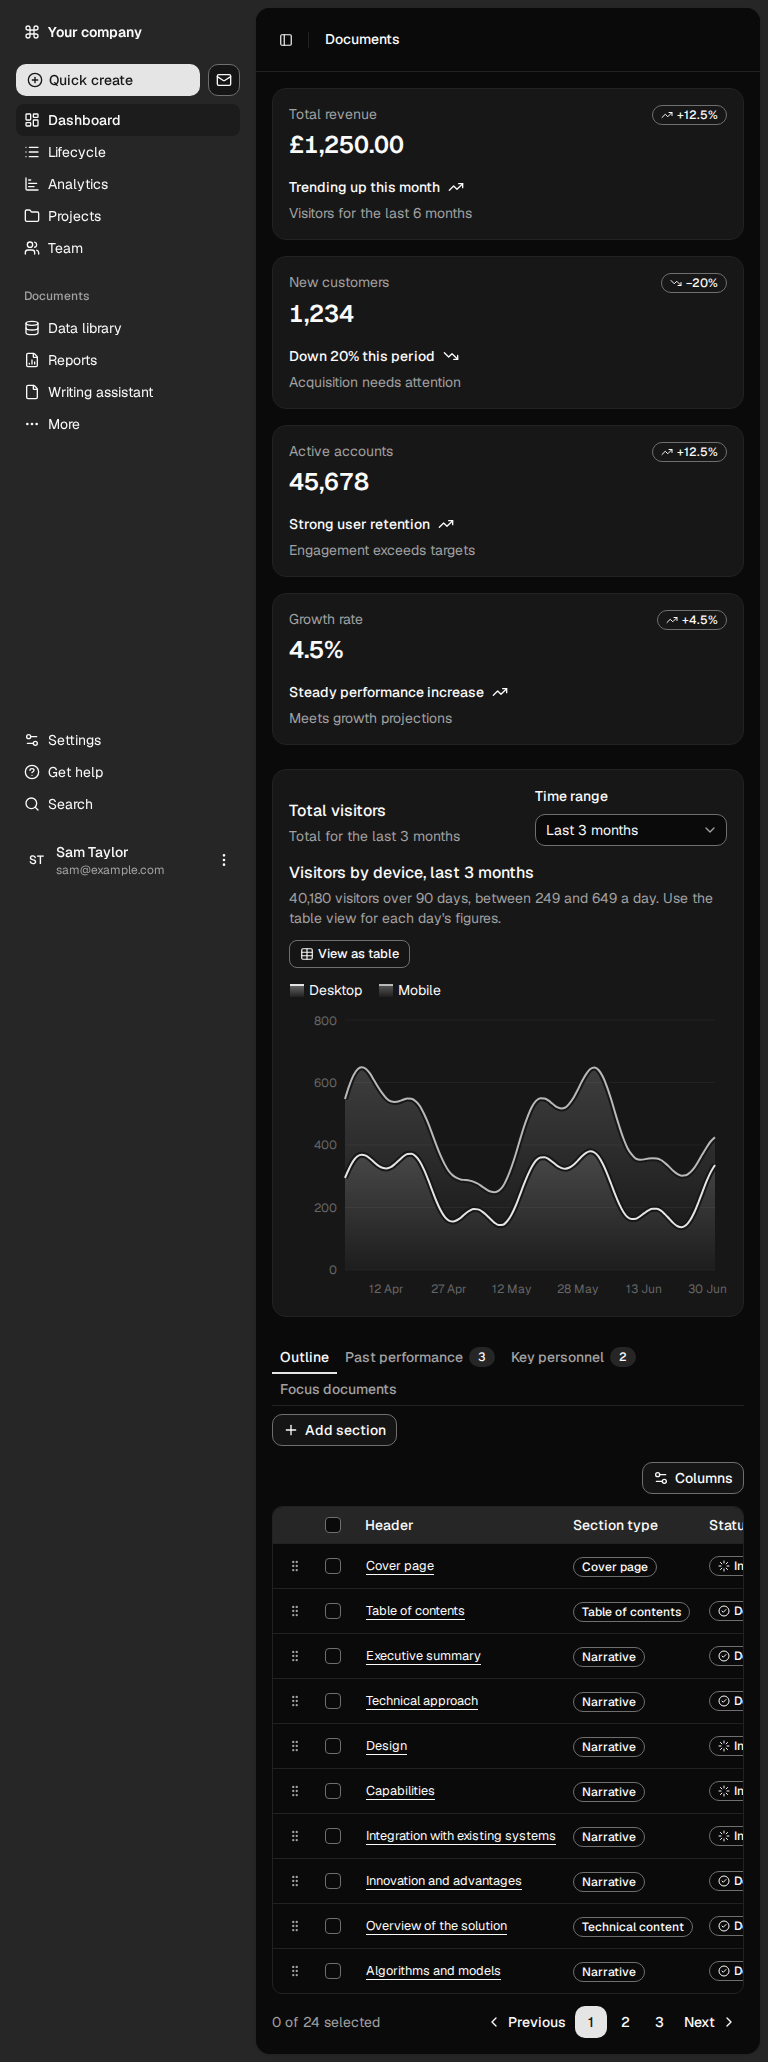 Your company
Quick create
Dashboard
Lifecycle
Analytics
Projects
Team
Documents
Data library
Reports
Writing assistant
More
Settings
Get help
Search
ST
Sam Taylor
sam@example.com
Documents
Total revenue
+12.5%
£1,250.00
Trending up this month
Visitors for the last 6 months
New customers
−20%
1,234
Down 20% this period
Acquisition needs attention
Active accounts
+12.5%
45,678
Strong user retention
Engagement exceeds targets
Growth rate
+4.5%
4.5%
Steady performance increase
Meets growth projections
Total visitors
Total for the last 3 months
Time range
Last 3 months
Visitors by device, last 3 months
40,180 visitors over 90 days, between 249 and 649 a day. Use the
table view for each day's figures.
View as table
Desktop Mobile
800
600
400
200
0
12 Apr 27 Apr 12 May 28 May 13 Jun 30 Jun
Outline Past performance 3 Key personnel 2
Focus documents
Add section
Columns
Header Section type Statu
Cover page Cover page In
Table of contents Table of contents D
Executive summary Narrative D
Technical approach Narrative D
Design Narrative In
Capabilities Narrative In
Integration with existing systems Narrative In
Innovation and advantages Narrative D
Overview of the solution Technical content D
Algorithms and models Narrative D
0 of 24 selected Previous 1 2 3 Next